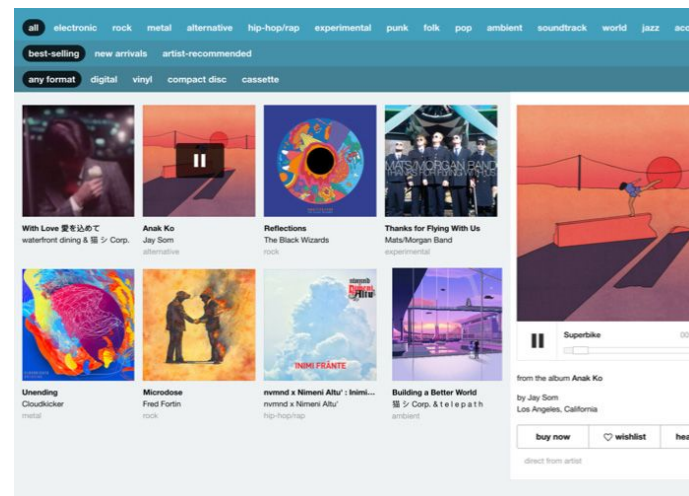 all electronic rock metal alternative hip-hop/rap experimental punk folk pop ambient soundtrack world jazz
best-selling new arrivals artist-recommended
any format digital vinyl compact disc cassette
MATS/MORGAN BAND
THANKS FOR FLYING WITH US
With Love 愛を込めて
waterfront dining & 猫 シ Corp.
Anak Ko
Jay Som
alternative
Reflections
The Black Wizards
rock
Thanks for Flying With Us
Mats/Morgan Band
experimental
INIMI FRÂNTE
Unending
Cloudkicker
metal
Microdose
Fred Fortin
rock
nvmnd x Nimeni Altu' : Inimi...
nvmnd x Nimeni Altu'
hip-hop/rap
Building a Better World
猫 シ Corp. & t e l e p a t h
ambient
Superbike
from the album Anak Ko
by Jay Som
Los Angeles, California
buy now wishlist
direct from artist